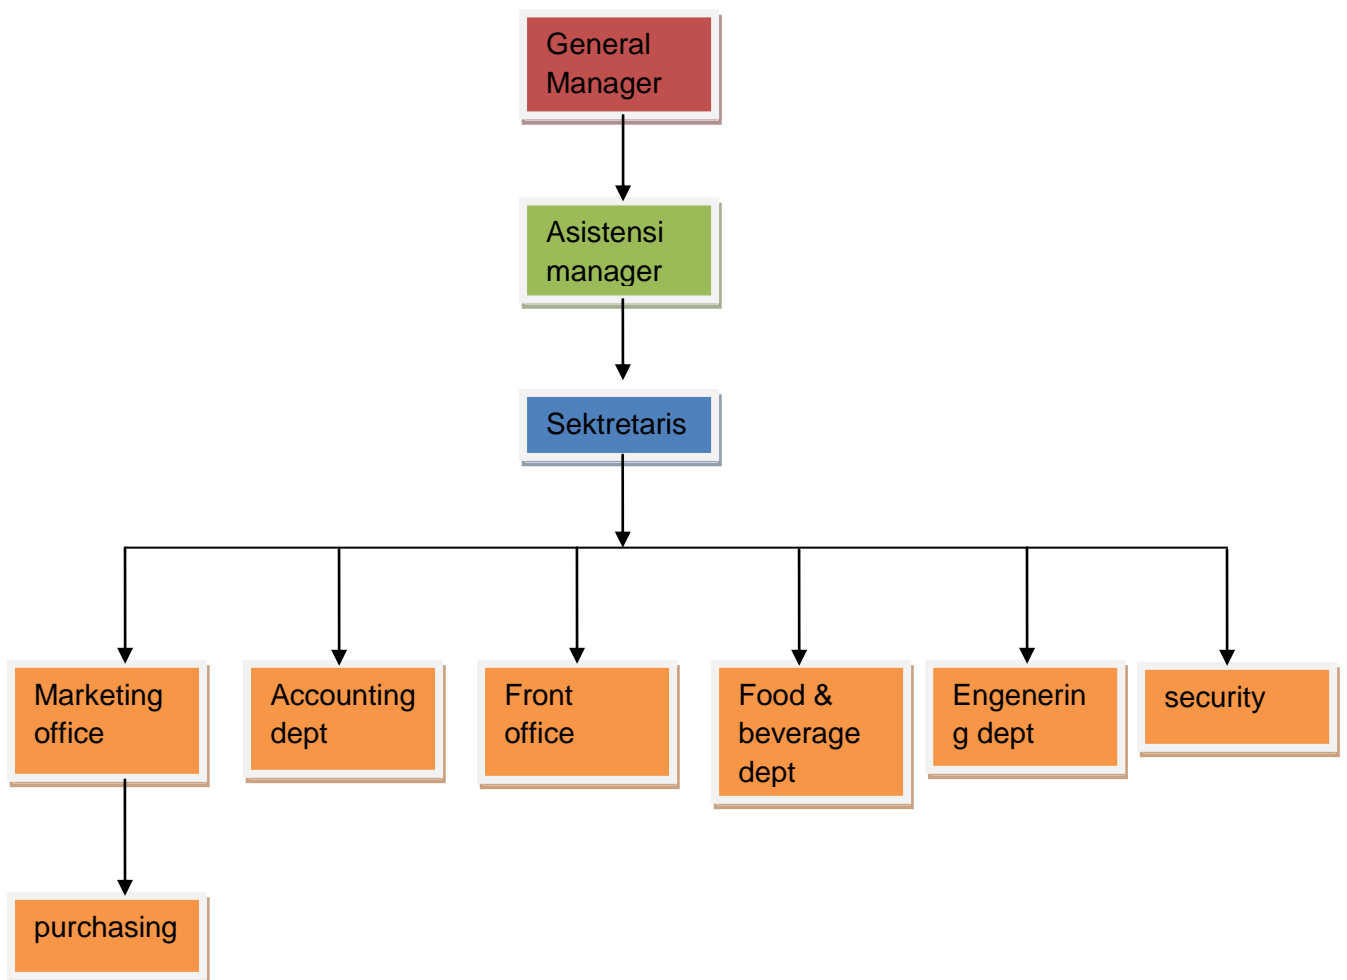 General
Manager
Asistensi
manager
Sektretaris
Marketing
office
Accounting
dept
Front
office
Food &
beverage
dept
Engenerin
g dept
security
purchasing